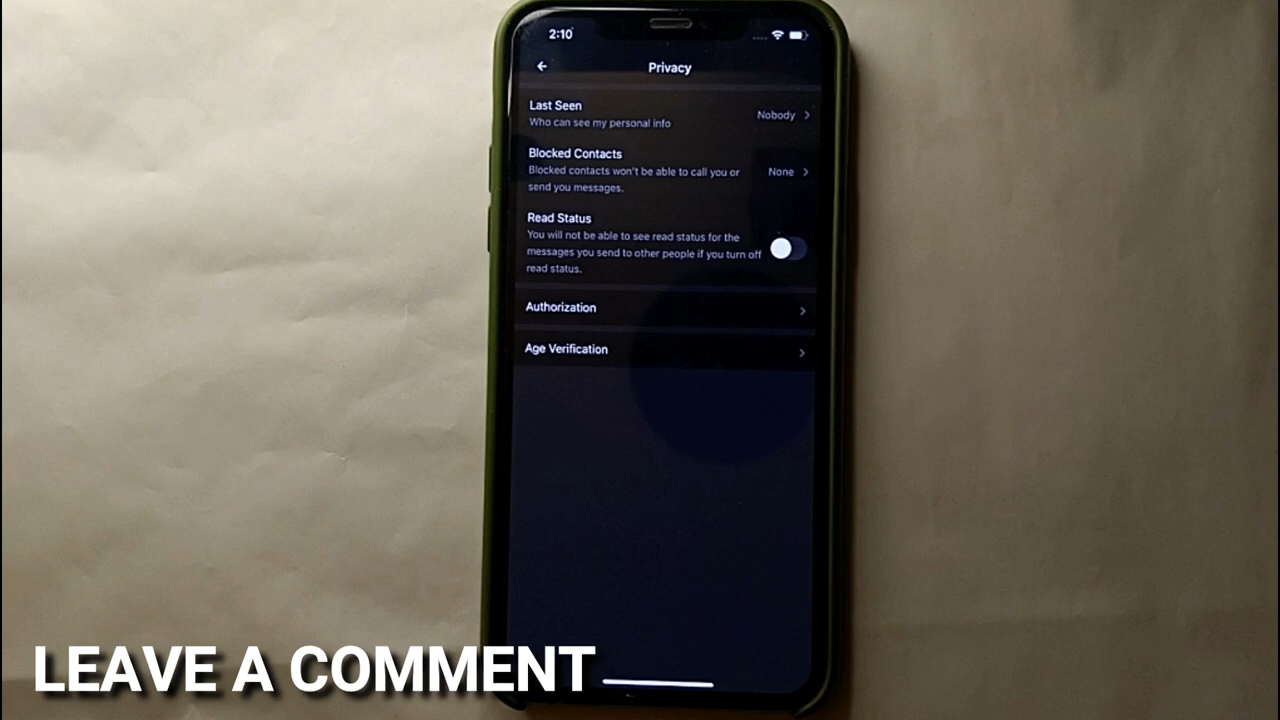 2:10
Privacy
Last Seen
Who can see my personal info
Nobody
Blocked Contacts
Blocked contacts won't be able to call you or
send you messages.
None
Read Status
You will not be able to see read status for the
messages you send to other people if you turn off
read status.
Authorization
Age Verification
LEAVE A COMMENT